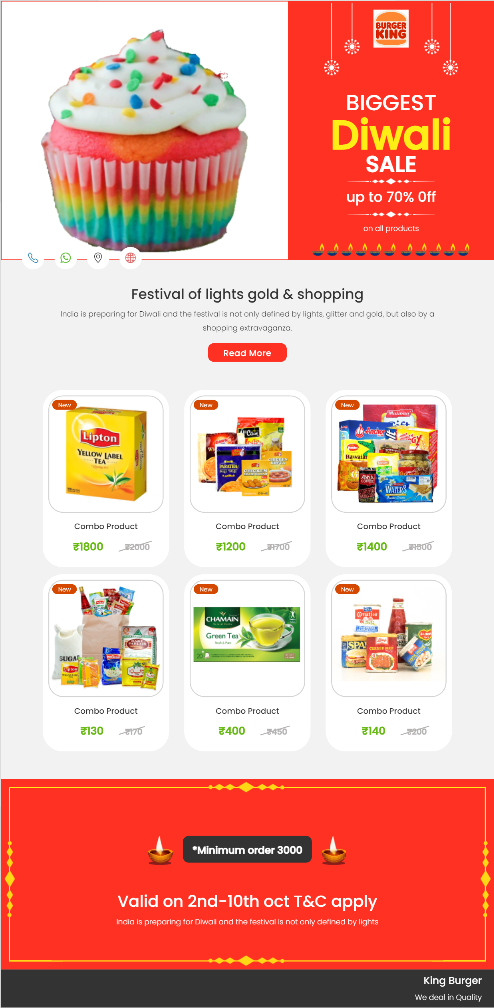 BURGER
KING
BIGGEST
Diwali
SALE
up to 70% 0ff
on all products
Festival of lights gold & shopping
India is preparing for Diwali and the festival is not only defined by lights, glitter and gold, but also by a
shopping extravaganza.
Read More
New
New
New
Lipton
YELLOW LABEL
TEA
Combo Product
Combo Product
Combo Product
₹1800 ₹2000
₹1200 ₹1700
₹1400 ₹1500
New
New
New
SUGAR
CHAMAIN
Green Tea
SPAM
Combo Product
Combo Product
Combo Product
₹130 ₹170
₹400 ₹450
₹140 ₹200
*Minimum order 3000
Valid on 2nd-10th oct T&C apply
India is preparing for Diwali and the festival is not only defined by lights
King Burger
We deal in Quality